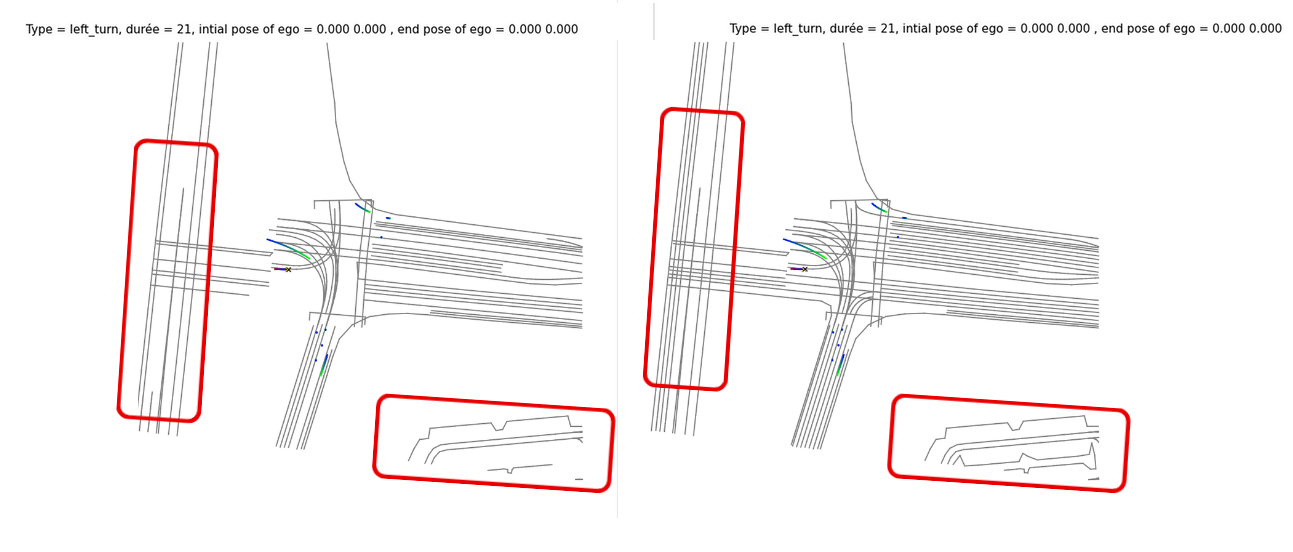 Type = left_turn, durée = 21, intial pose of ego = 0.000 0.000 , end pose of ego = 0.000 0.000
Type = left_turn, durée = 21, intial pose of ego = 0.000 0.000 , end pose of ego = 0.000 0.000